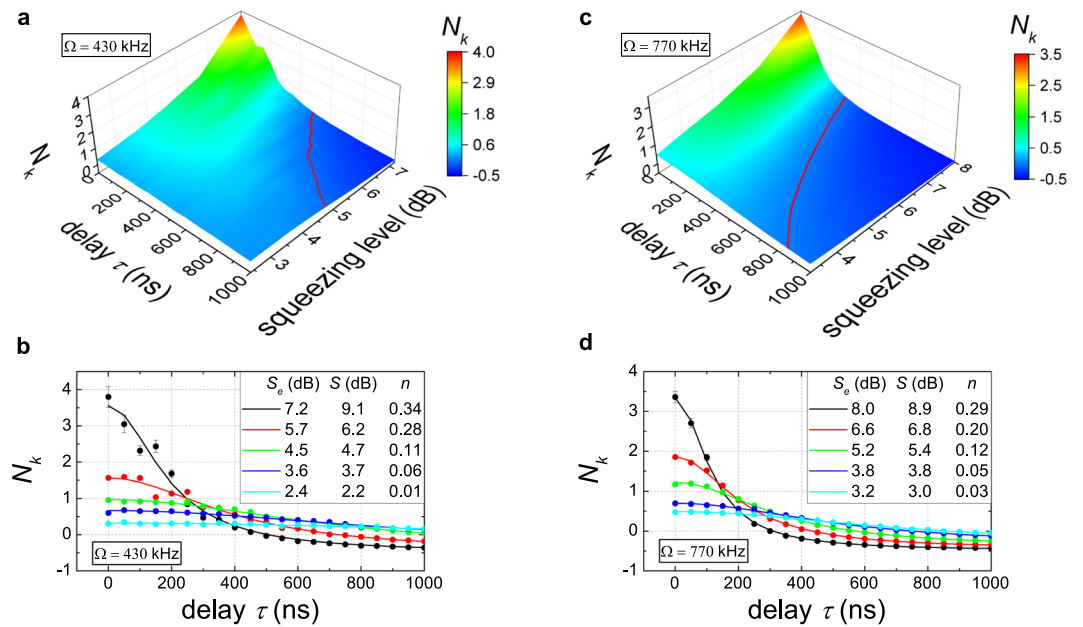 a
Ω = 430 kHz
N_k
4.0
2.9
1.8
0.6
-0.5
4
3
2
1
0
N_k
0
200
400
600
800
1000
delay τ (ns)
3
4
5
6
7
squeezing level (dB)
c
Ω = 770 kHz
N_k
3.5
2.5
1.5
0.5
-0.5
3
2
1
0
N_k
0
200
400
600
800
1000
delay τ (ns)
4
5
6
7
8
squeezing level (dB)
b
N_k
4
3
2
1
0
-1
S_e (dB) S (dB) n
7.2 9.1 0.34
5.7 6.2 0.28
4.5 4.7 0.11
3.6 3.7 0.06
2.4 2.2 0.01
Ω = 430 kHz
0 200 400 600 800 1000
delay τ (ns)
d
N_k
4
3
2
1
0
-1
S_e (dB) S (dB) n
8.0 8.9 0.29
6.6 6.8 0.20
5.2 5.4 0.12
3.8 3.8 0.05
3.2 3.0 0.03
Ω = 770 kHz
0 200 400 600 800 1000
delay τ (ns)